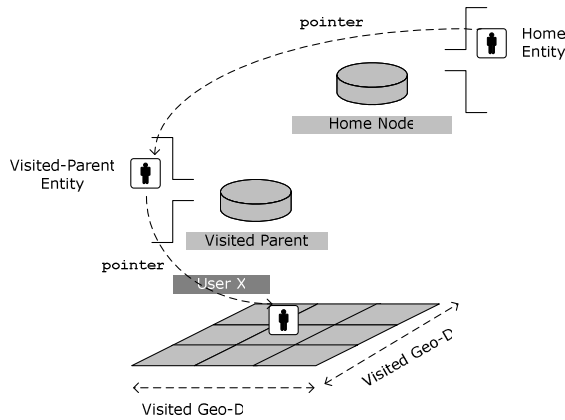 pointer
Home
Entity
Home Node
Visited-Parent
Entity
Visited Parent
pointer
User X
Visited Geo-D
Visited Geo-D